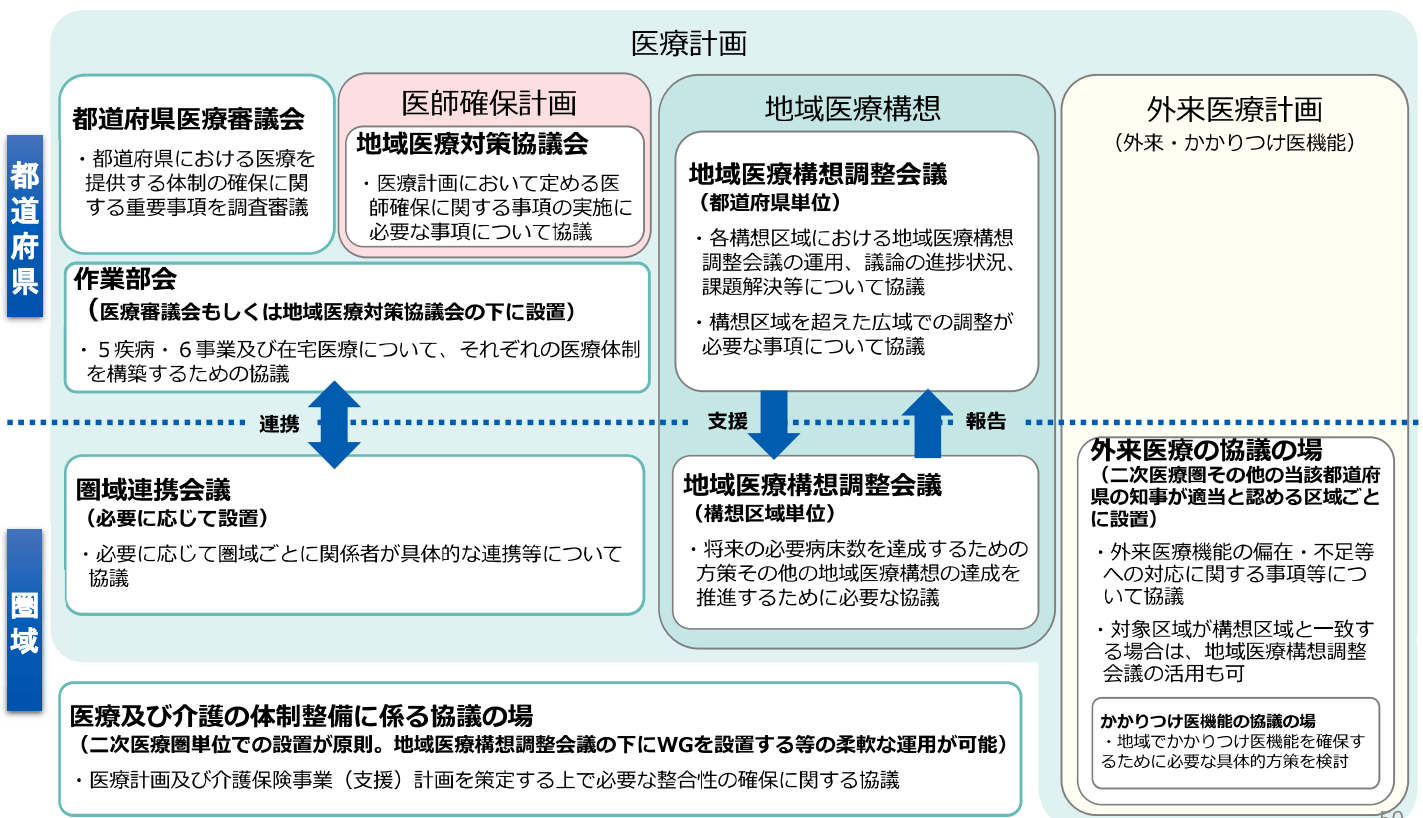 医療計画
都道府県
都道府県医療審議会
・都道府県における医療を
提供する体制の確保に関
する重要事項を調査審議
医師確保計画
地域医療対策協議会
・医療計画において定める医
師確保に関する事項の実施に
必要な事項について協議
作業部会
（医療審議会もしくは地域医療対策協議会の下に設置）
・５疾病・６事業及び在宅医療について、それぞれの医療体制
を構築するための協議
地域医療構想
地域医療構想調整会議
（都道府県単位）
・各構想区域における地域医療構想
調整会議の運用、議論の進捗状況、
課題解決等について協議
・構想区域を超えた広域での調整が
必要な事項について協議
外来医療計画
（外来・かかりつけ医機能）
連携
支援
報告
圏域
圏域連携会議
（必要に応じて設置）
・必要に応じて圏域ごとに関係者が具体的な連携等について
協議
地域医療構想調整会議
（構想区域単位）
・将来の必要病床数を達成するための
方策その他の地域医療構想の達成を
推進するために必要な協議
外来医療の協議の場
（二次医療圏その他の当該都道府
県の知事が適当と認める区域ごと
に設置）
・外来医療機能の偏在・不足等
への対応に関する事項等につ
いて協議
・対象区域が構想区域と一致す
る場合は、地域医療構想調整
会議の活用も可
かかりつけ医機能の協議の場
・地域でかかりつけ医機能を確保す
るために必要な具体的方策を検討
医療及び介護の体制整備に係る協議の場
（二次医療圏単位での設置が原則。地域医療構想調整会議の下にWGを設置する等の柔軟な運用が可能）
・医療計画及び介護保険事業（支援）計画を策定する上で必要な整合性の確保に関する協議